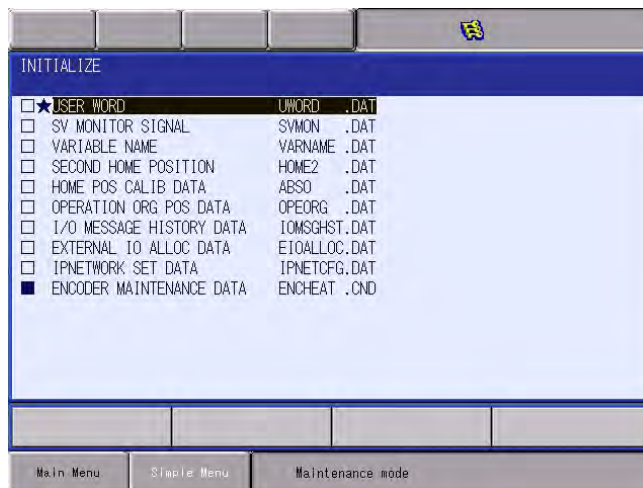 INITIALIZE
USER WORD UWORD .DAT
SV MONITOR SIGNAL SVMON .DAT
VARIABLE NAME VARNAME .DAT
SECOND HOME POSITION HOME2 .DAT
HOME POS CALIB DATA ABSO .DAT
OPERATION ORG POS DATA OPEORG .DAT
I/O MESSAGE HISTORY DATA IOMSGHST.DAT
EXTERNAL IO ALLOC DATA EIOALLOC.DAT
IPNETWORK SET DATA IPNETCFG.DAT
ENCODER MAINTENANCE DATA ENCHEAT .CND
Main Menu Simple Menu Maintenance mode